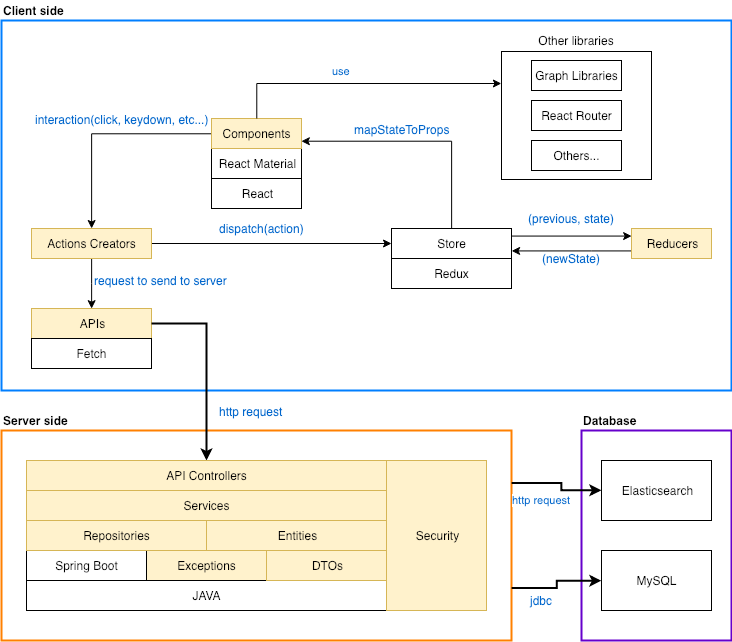 Client side
Other libraries
Graph Libraries
React Router
Others...
use
interaction(click, keydown, etc...)
Components
React Material
React
mapStateToProps
Actions Creators
dispatch(action)
Store
Redux
(previous, state)
(newState)
Reducers
request to send to server
APIs
Fetch
http request
Server side
API Controllers
Services
Repositories
Entities
Spring Boot
Exceptions
DTOs
JAVA
Security
http request
jdbc
Database
Elasticsearch
MySQL